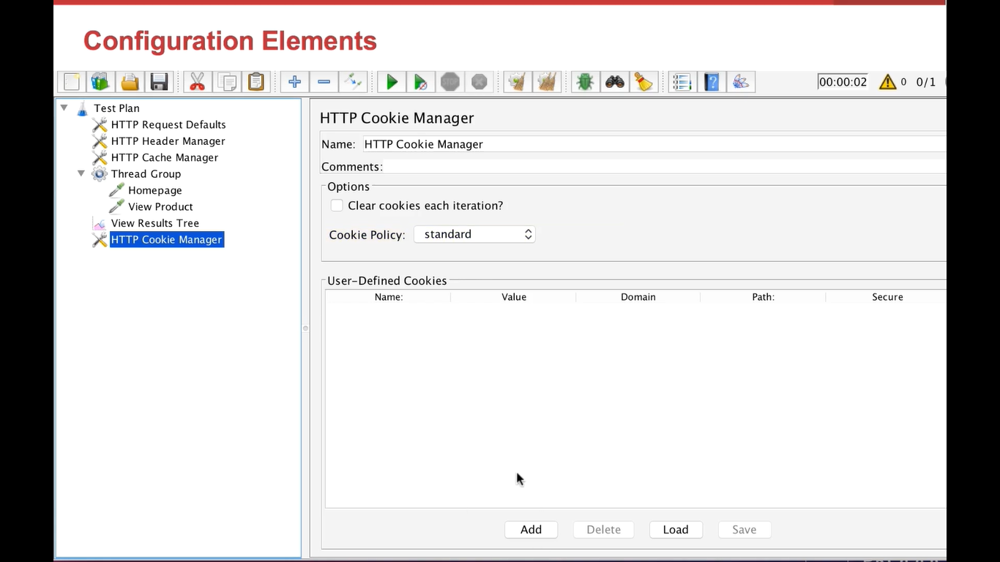 Configuration Elements
STOP
00:00:02 0 0/1
Test Plan
HTTP Request Defaults
HTTP Header Manager
HTTP Cache Manager
Thread Group
Homepage
View Product
View Results Tree
HTTP Cookie Manager
HTTP Cookie Manager
Name: HTTP Cookie Manager
Comments:
Options
Clear cookies each iteration?
Cookie Policy: standard
User-Defined Cookies
Name: Value Domain Path: Secure
Add Delete Load Save